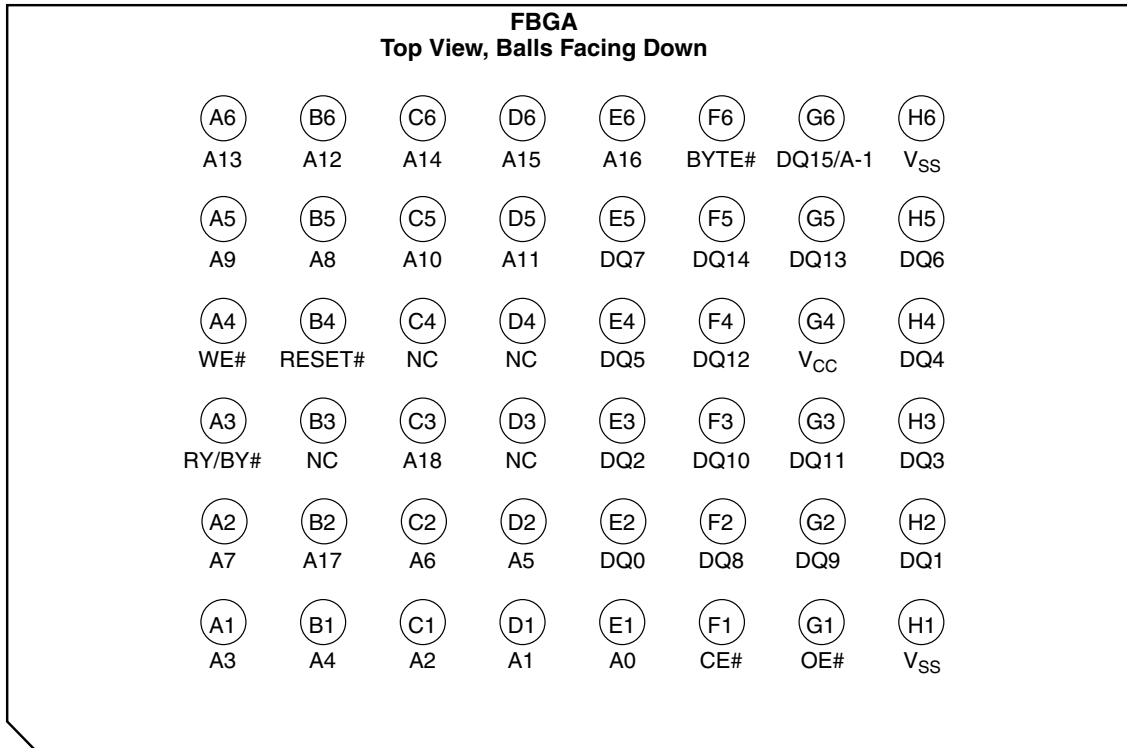 FBGA
Top View, Balls Facing Down
A6 B6 C6 D6 E6 F6 G6 H6
A13 A12 A14 A15 A16 BYTE# DQ15/A-1 VSS
A5 B5 C5 D5 E5 F5 G5 H5
A9 A8 A10 A11 DQ7 DQ14 DQ13 DQ6
A4 B4 C4 D4 E4 F4 G4 H4
WE# RESET# NC NC DQ5 DQ12 VCC DQ4
A3 B3 C3 D3 E3 F3 G3 H3
RY/BY# NC A18 NC DQ2 DQ10 DQ11 DQ3
A2 B2 C2 D2 E2 F2 G2 H2
A7 A17 A6 A5 DQ0 DQ8 DQ9 DQ1
A1 B1 C1 D1 E1 F1 G1 H1
A3 A4 A2 A1 A0 CE# OE# VSS